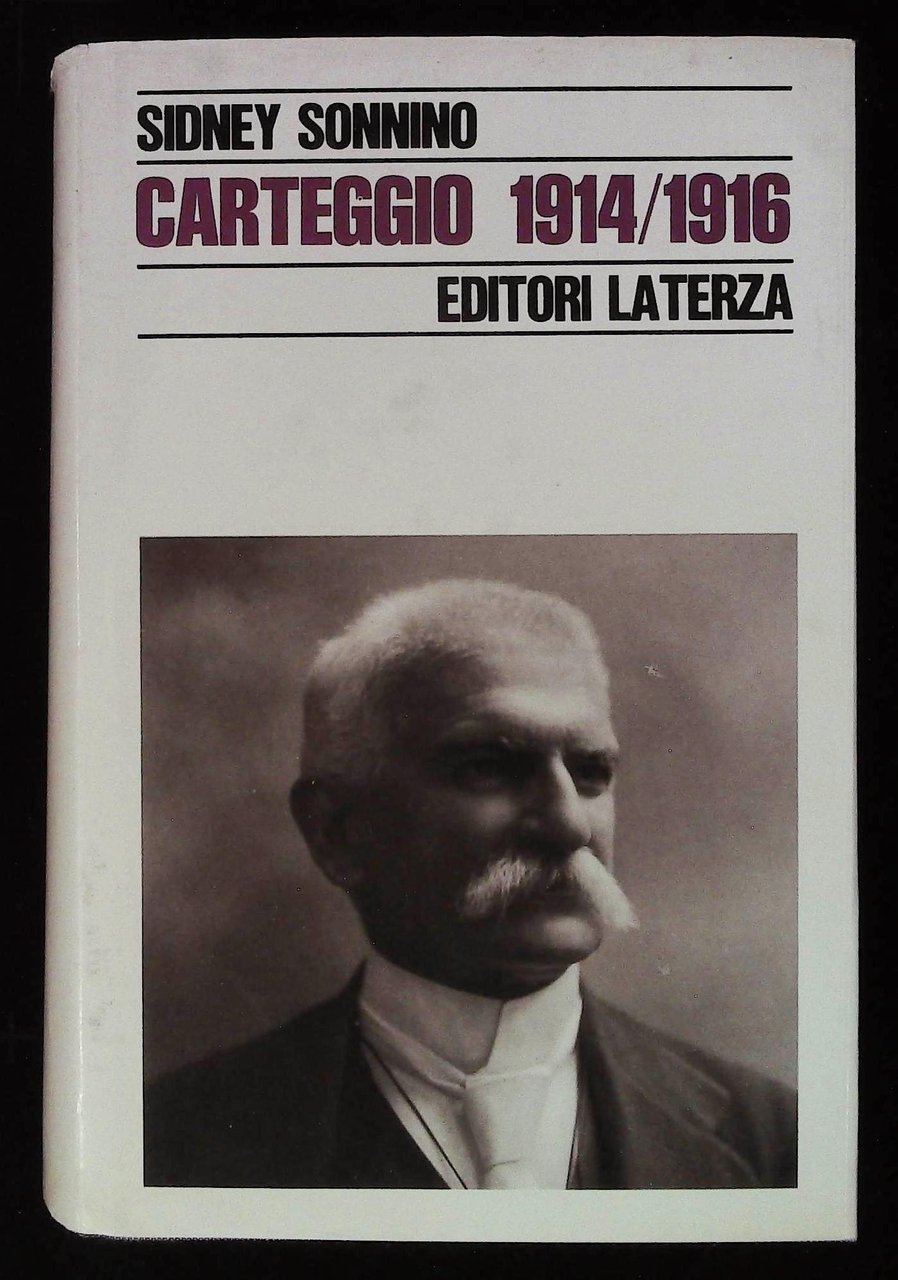 SIDNEY SONNINO
CARTEGGIO 1914/1916
EDITORI LATERZA